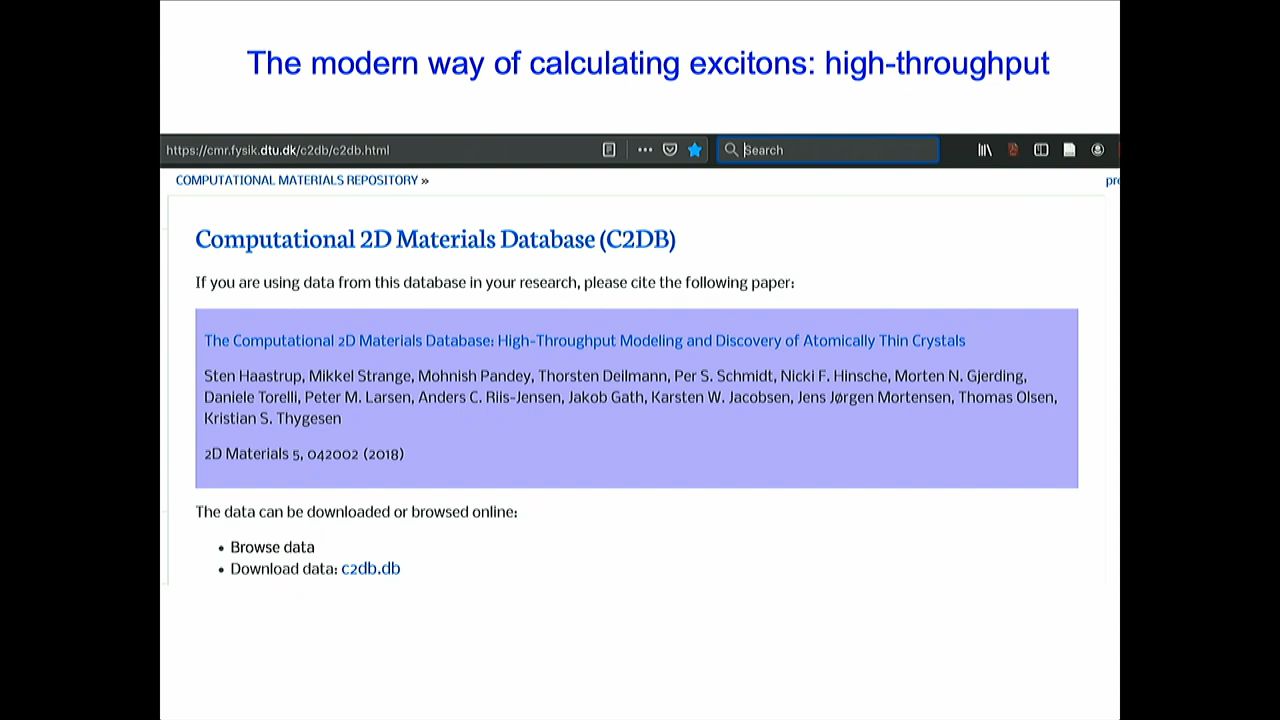 The modern way of calculating excitons: high-throughput
https://cmr.fysik.dtu.dk/c2db/c2db.html
Search
COMPUTATIONAL MATERIALS REPOSITORY »
Computational 2D Materials Database (C2DB)
If you are using data from this database in your research, please cite the following paper:
The Computational 2D Materials Database: High-Throughput Modeling and Discovery of Atomically Thin Crystals
Sten Haastrup, Mikkel Strange, Mohnish Pandey, Thorsten Deilmann, Per S. Schmidt, Nicki F. Hinsche, Morten N. Gjerding,
Daniele Torelli, Peter M. Larsen, Anders C. Riis-Jensen, Jakob Gath, Karsten W. Jacobsen, Jens Jørgen Mortensen, Thomas Olsen,
Kristian S. Thygesen
2D Materials 5, 042002 (2018)
The data can be downloaded or browsed online:
• Browse data
• Download data: c2db.db